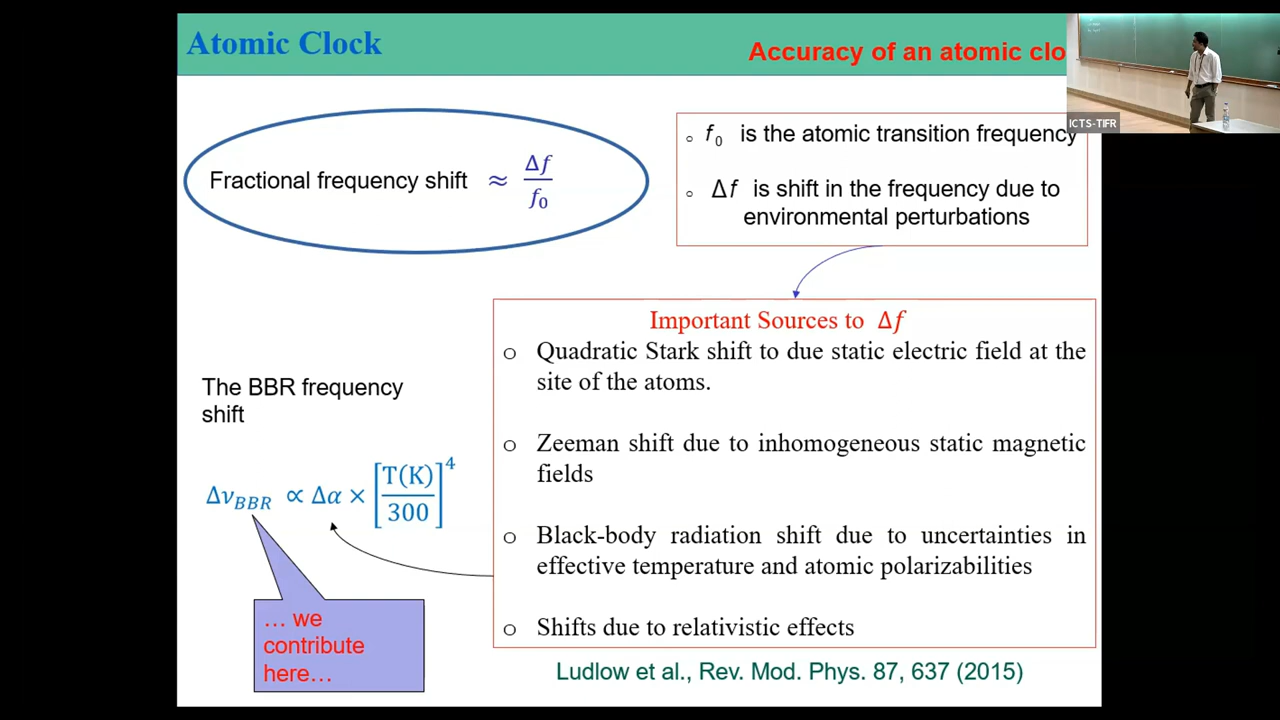 Atomic Clock
Accuracy of an atomic clo
ICTS-TIFR
Fractional frequency shift ≈ Δf/f₀
○ f₀ is the atomic transition frequency
○ Δf is shift in the frequency due to
environmental perturbations
Important Sources to Δf
○ Quadratic Stark shift to due static electric field at the
site of the atoms.
○ Zeeman shift due to inhomogeneous static magnetic
fields
○ Black-body radiation shift due to uncertainties in
effective temperature and atomic polarizabilities
○ Shifts due to relativistic effects
The BBR frequency
shift
Δν_BBR ∝ Δα × [T(K)/300]⁴
… we
contribute
here…
Ludlow et al., Rev. Mod. Phys. 87, 637 (2015)